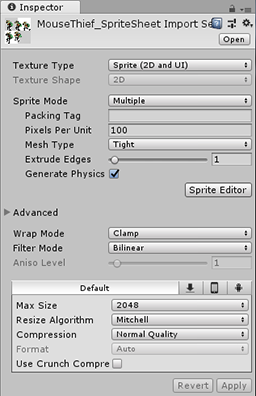 Inspector
MouseThief_SpriteSheet Import Se
Open
Texture Type Sprite (2D and UI)
Texture Shape 2D
Sprite Mode Multiple
Packing Tag
Pixels Per Unit 100
Mesh Type Tight
Extrude Edges 1
Generate Physics
Sprite Editor
Advanced
Wrap Mode Clamp
Filter Mode Bilinear
Aniso Level 1
Default
Max Size 2048
Resize Algorithm Mitchell
Compression Normal Quality
Format Auto
Use Crunch Compre
Revert Apply